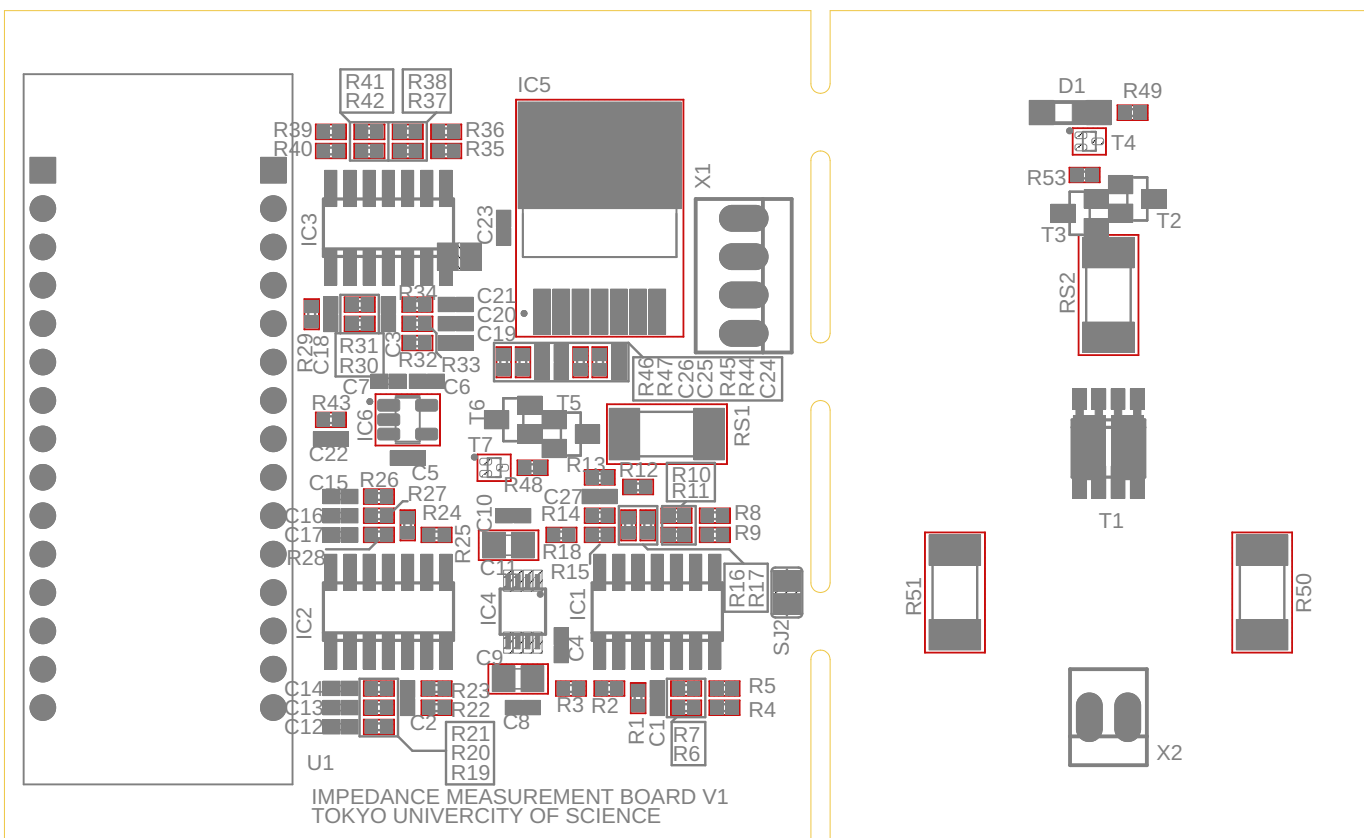 R41
R42
R38
R37
IC5
D1
R49
R39
R40
R36
R35
T4
X1
R53
IC3
C23
T2
T3
RS2
R34
C21
C20
C19
R29
C18
C3
R31
R30
R32
R33
R46
R47
C26
C25
R45
R44
C24
C7
C6
R43
IC6
T6
T5
RS1
C22
C5
T7
R48
R13
R12
R10
R11
C15
R26
R27
C10
C27
C16
R24
R14
R8
C17
R25
R18
R9
T1
R28
C11
R15
R16
R17
IC2
IC4
IC1
C4
SJ2
R51
R50
C9
C14
C13
C12
C2
R23
R22
C8
R3
R2
R1
C1
R5
R4
R21
R20
R19
R7
R6
U1
X2
IMPEDANCE MEASUREMENT BOARD V1
TOKYO UNIVERCITY OF SCIENCE